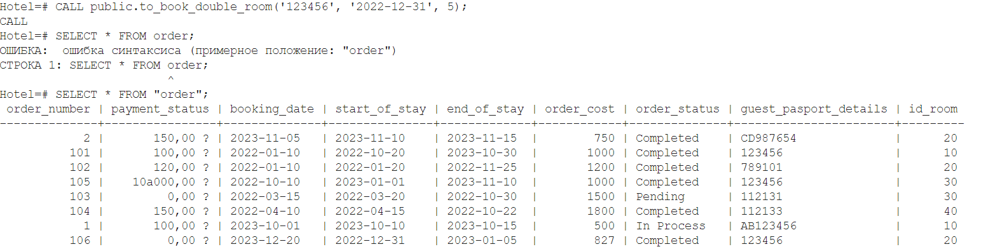 Hotel=# CALL public.to_book_double_room('123456', '2022-12-31', 5);
CALL
Hotel=# SELECT * FROM order;
ОШИБКА:  ошибка синтаксиса (примерное положение: "order")
СТРОКА 1: SELECT * FROM order;
                        ^
Hotel=# SELECT * FROM "order";
 order_number | payment_status | booking_date | start_of_stay | end_of_stay | order_cost | order_status | guest_pasport_details | id_room
--------------+----------------+--------------+---------------+-------------+------------+--------------+-----------------------+---------
            2 |       150,00 ? | 2023-11-05   | 2023-11-10    | 2023-11-15  |        750 | Completed    | CD987654              |      20
          101 |       100,00 ? | 2022-01-10   | 2022-10-20    | 2023-10-30  |       1000 | Completed    | 123456                |      10
          102 |       120,00 ? | 2022-01-10   | 2022-01-20    | 2022-11-25  |       1200 | Completed    | 789101                |      20
          105 |    10а000,00 ? | 2022-10-10   | 2023-01-01    | 2023-11-10  |       1000 | Completed    | 123456                |      30
          103 |         0,00 ? | 2022-03-15   | 2022-03-20    | 2022-10-30  |       1500 | Pending      | 112131                |      30
          104 |       150,00 ? | 2022-04-10   | 2022-04-15    | 2022-10-22  |       1800 | Completed    | 112133                |      40
            1 |       100,00 ? | 2023-10-01   | 2023-10-10    | 2023-10-15  |        500 | In Process   | AB123456              |      10
          106 |         0,00 ? | 2023-12-20   | 2022-12-31    | 2023-01-05  |        827 | Completed    | 123456                |      20